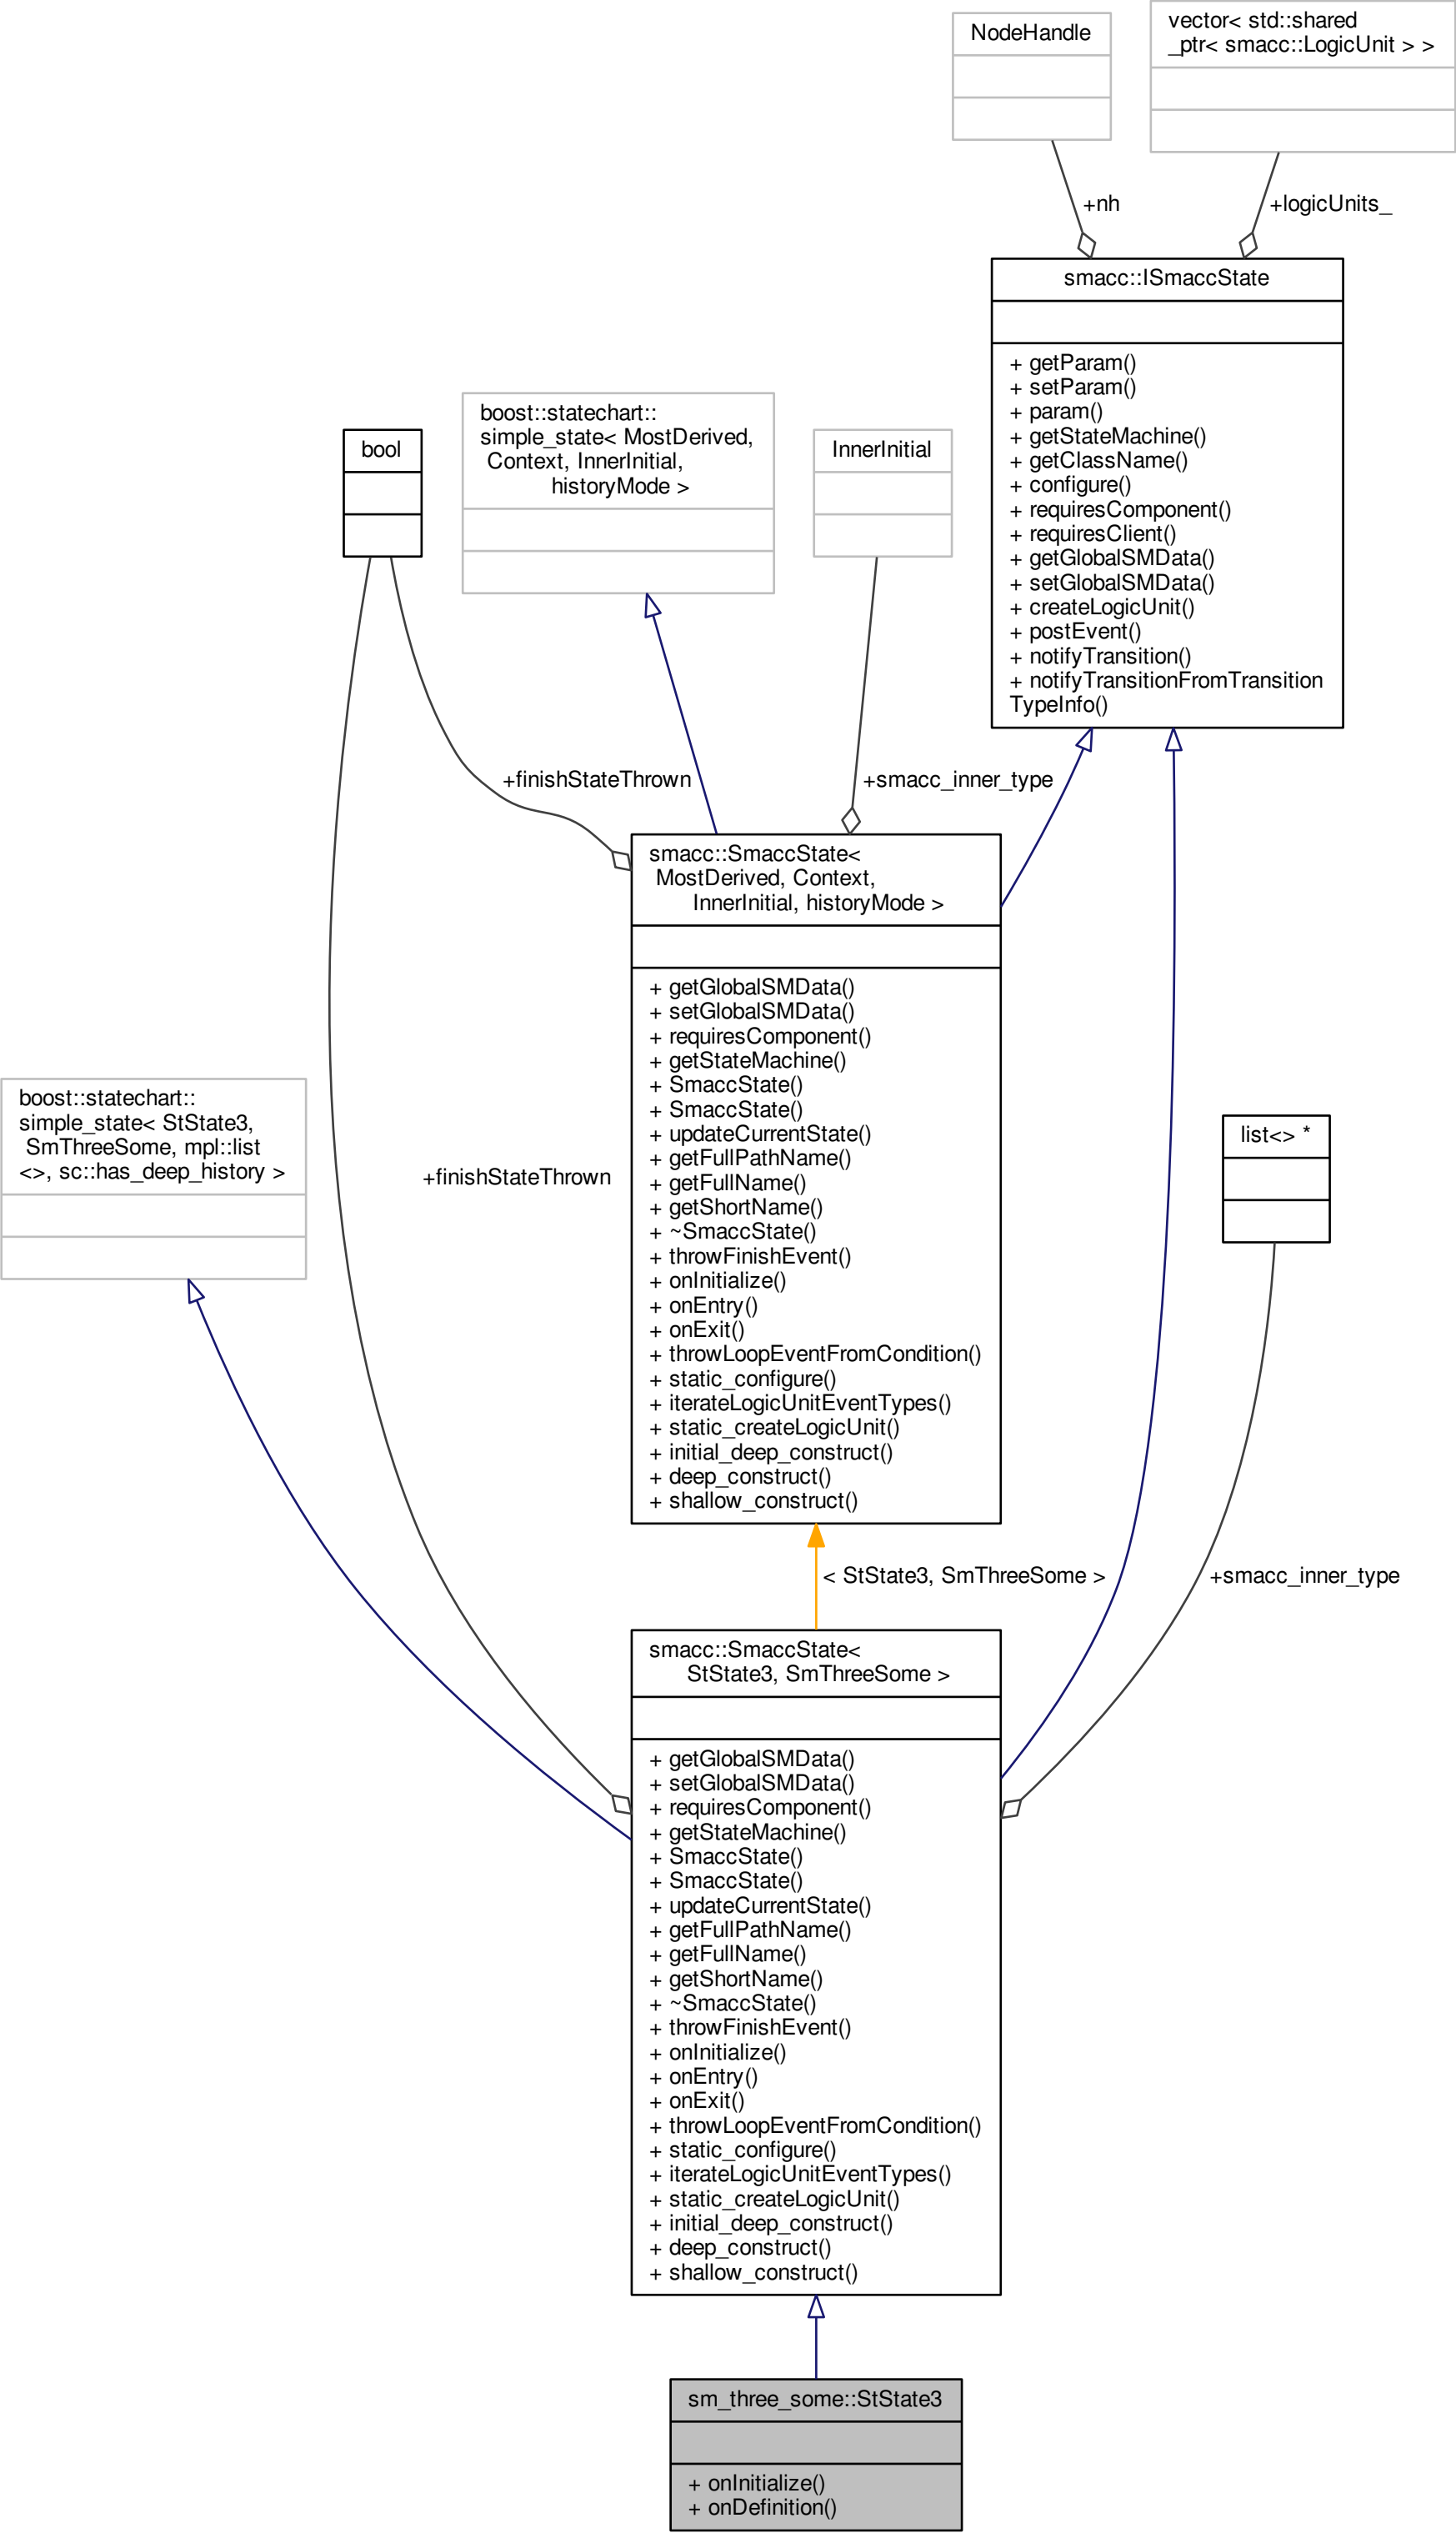 NodeHandle
vector< std::shared
_ptr< smacc::LogicUnit > >
+nh
+logicUnits_
smacc::ISmaccState
+ getParam()
+ setParam()
+ param()
+ getStateMachine()
+ getClassName()
+ configure()
+ requiresComponent()
+ requiresClient()
+ getGlobalSMData()
+ setGlobalSMData()
+ createLogicUnit()
+ postEvent()
+ notifyTransition()
+ notifyTransitionFromTransition
TypeInfo()
bool
boost::statechart::
simple_state< MostDerived,
Context, InnerInitial,
historyMode >
InnerInitial
+finishStateThrown
+smacc_inner_type
smacc::SmaccState<
MostDerived, Context,
InnerInitial, historyMode >
+ getGlobalSMData()
+ setGlobalSMData()
+ requiresComponent()
+ getStateMachine()
+ SmaccState()
+ SmaccState()
+ updateCurrentState()
+ getFullPathName()
+ getFullName()
+ getShortName()
+ ~SmaccState()
+ throwFinishEvent()
+ onInitialize()
+ onEntry()
+ onExit()
+ throwLoopEventFromCondition()
+ static_configure()
+ iterateLogicUnitEventTypes()
+ static_createLogicUnit()
+ initial_deep_construct()
+ deep_construct()
+ shallow_construct()
boost::statechart::
simple_state< StState3,
SmThreeSome, mpl::list
<>, sc::has_deep_history >
+finishStateThrown
list<> *
< StState3, SmThreeSome >
+smacc_inner_type
smacc::SmaccState<
StState3, SmThreeSome >
+ getGlobalSMData()
+ setGlobalSMData()
+ requiresComponent()
+ getStateMachine()
+ SmaccState()
+ SmaccState()
+ updateCurrentState()
+ getFullPathName()
+ getFullName()
+ getShortName()
+ ~SmaccState()
+ throwFinishEvent()
+ onInitialize()
+ onEntry()
+ onExit()
+ throwLoopEventFromCondition()
+ static_configure()
+ iterateLogicUnitEventTypes()
+ static_createLogicUnit()
+ initial_deep_construct()
+ deep_construct()
+ shallow_construct()
sm_three_some::StState3
+ onInitialize()
+ onDefinition()